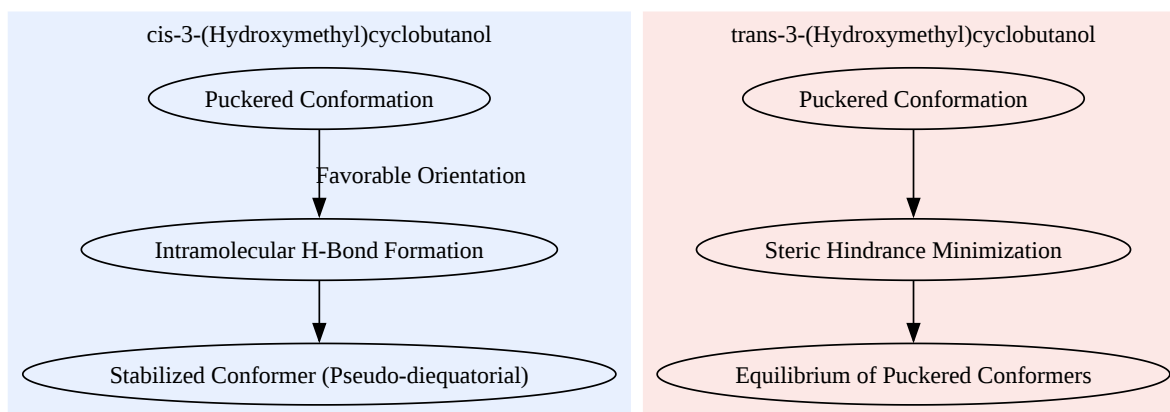 cis-3-(Hydroxymethyl)cyclobutanol
Puckered Conformation
Favorable Orientation
Intramolecular H-Bond Formation
Stabilized Conformer (Pseudo-diequatorial)
trans-3-(Hydroxymethyl)cyclobutanol
Puckered Conformation
Steric Hindrance Minimization
Equilibrium of Puckered Conformers